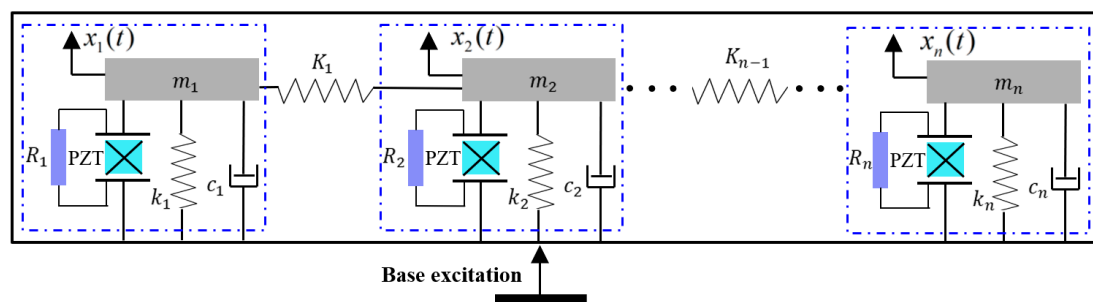 x₁(t) K₁ x₂(t) Kₙ₋₁ xₙ(t)
m₁ m₂ mₙ
R₁ PZT k₁ c₁ R₂ PZT k₂ c₂ Rₙ PZT kₙ cₙ
Base excitation